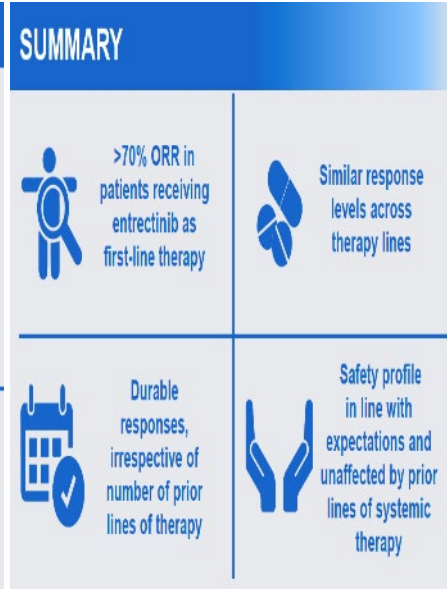 SUMMARY
>70% ORR in
patients receiving
entrectinib as
first-line therapy
Similar response
levels across
therapy lines
Durable
responses,
irrespective of
number of prior
lines of therapy
Safety profile
in line with
expectations and
unaffected by prior
lines of systemic
therapy